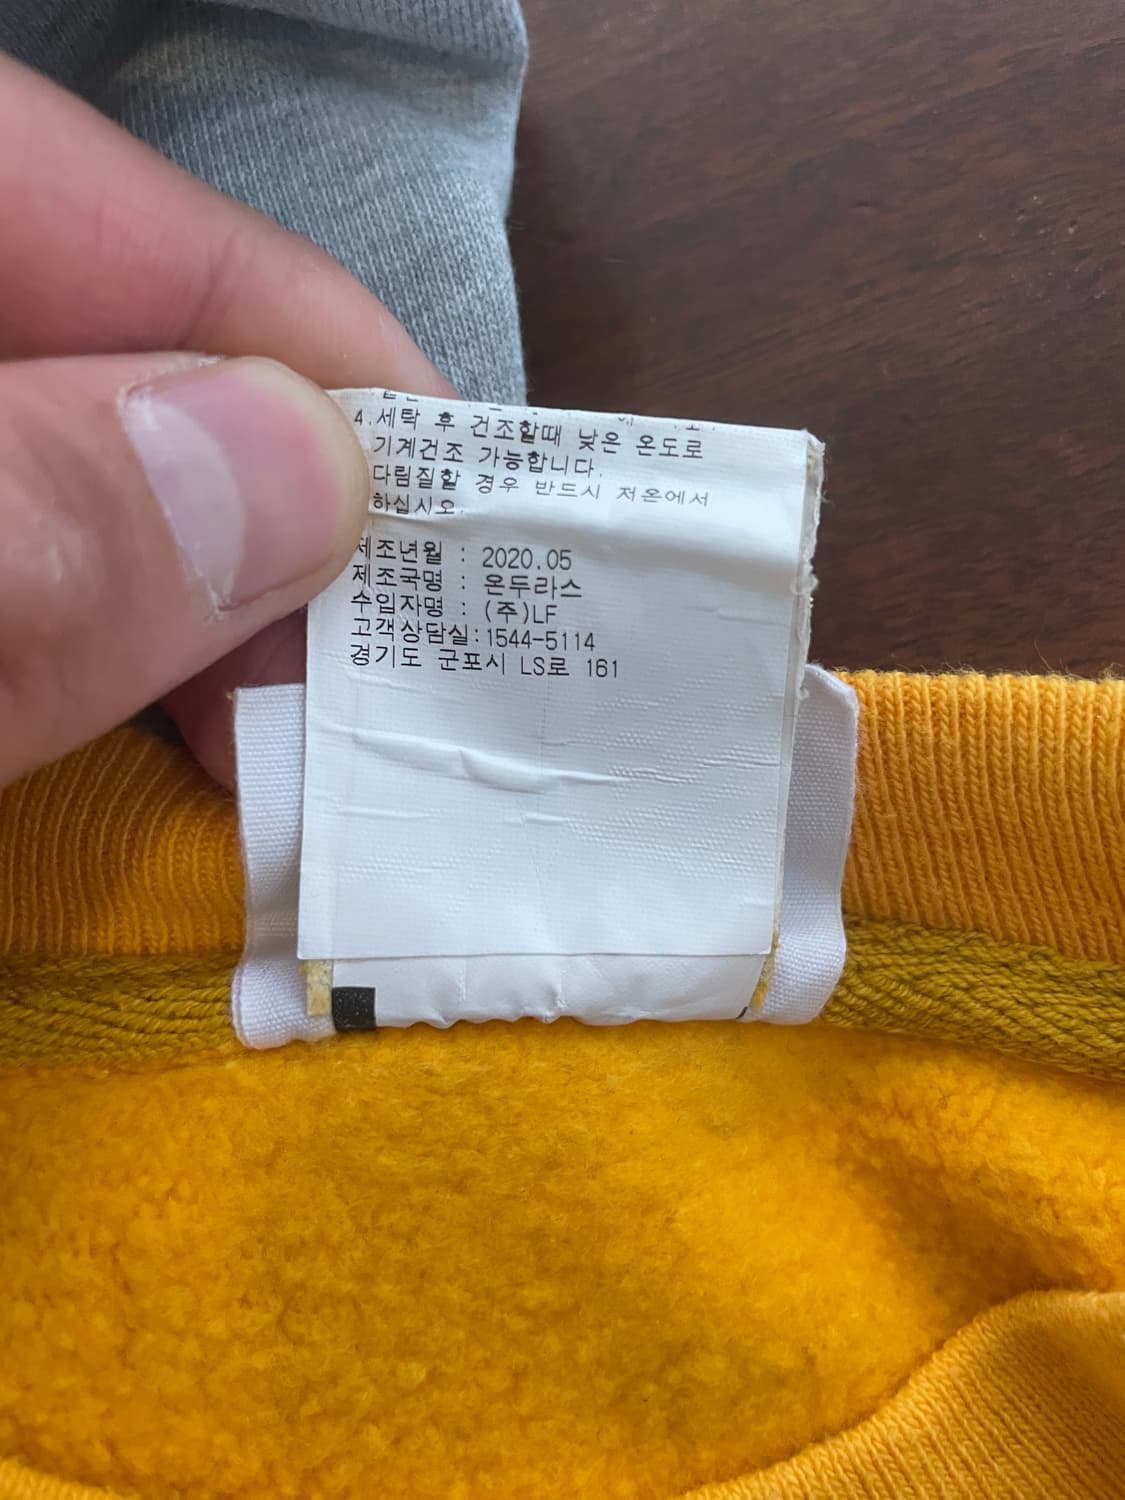 4.세탁 후 건조할때 낮은 온도로
기계건조 가능합니다.
다림질할 경우 반드시 저온에서
하십시오.
제조년월 : 2020.05
제조국명 : 온두라스
수입자명 : (주)LF
고객상담실:1544-5114
경기도 군포시 LS로 161